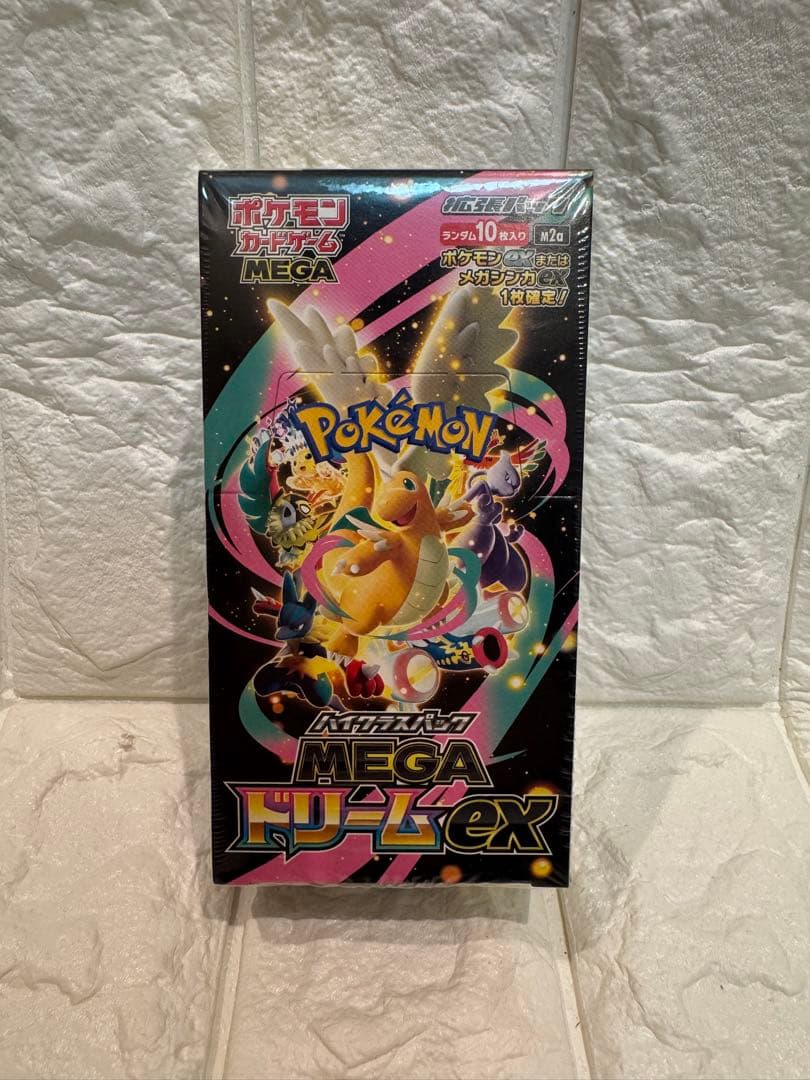 ポケモン
カードゲーム
MEGA
拡張パック
ランダム10枚入り
M2a
ポケモンexまたは
メガシンカex
1枚確定!
POKéMON
ハイクラスパック
MEGA
ドリームex